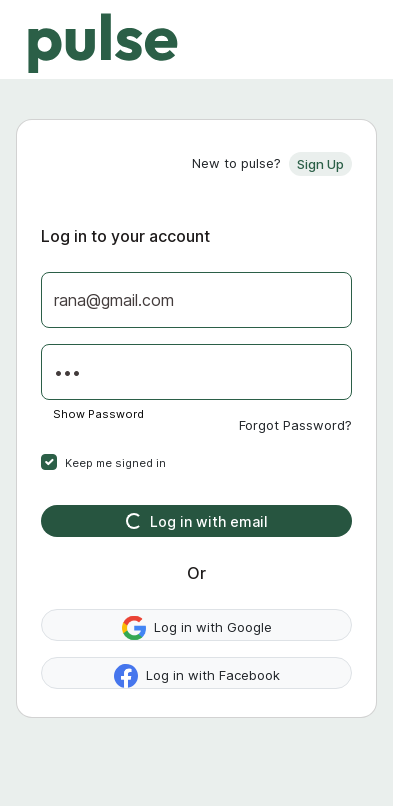 pulse
New to pulse? Sign Up
Log in to your account
rana@gmail.com
•••
Show Password
Forgot Password?
Keep me signed in
Log in with email
Or
Log in with Google
Log in with Facebook